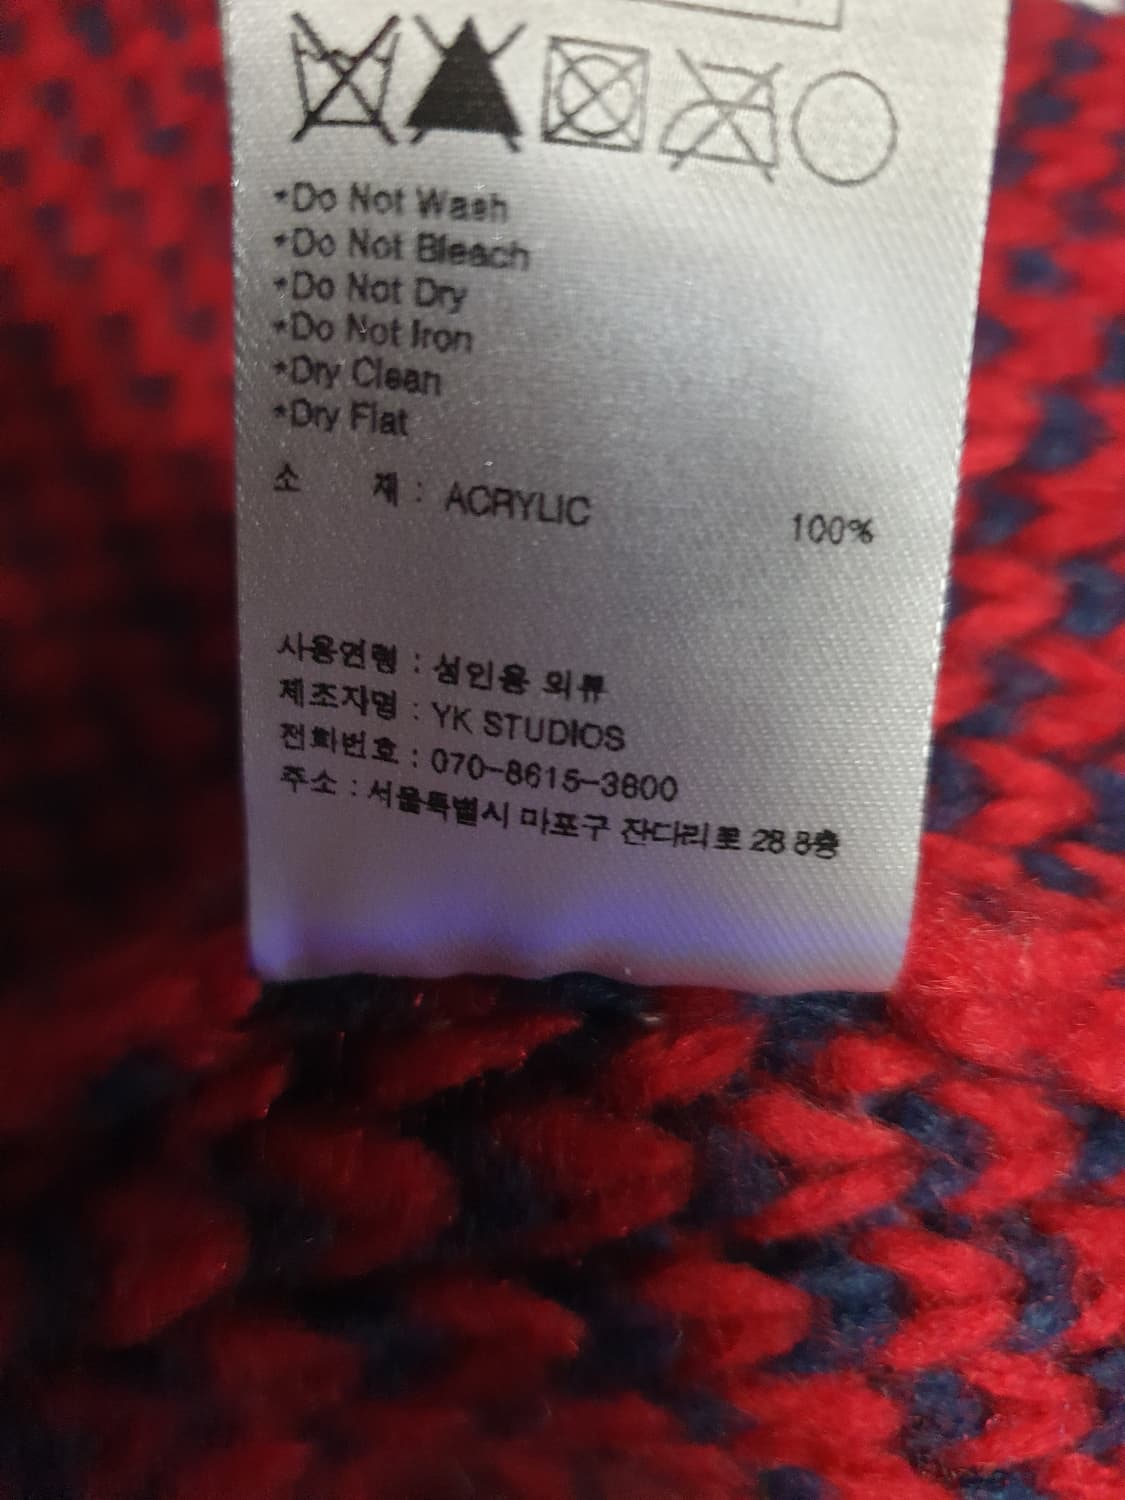 *Do Not Wash
*Do Not Bleach
*Do Not Dry
*Do Not Iron
*Dry Clean
*Dry Flat
소 재 : ACRYLIC 100%
사용연령 : 성인용 의류
제조자명 : YK STUDIOS
전화번호 : 070-8615-3800
주소 : 서울특별시 마포구 잔다리로 28 8층